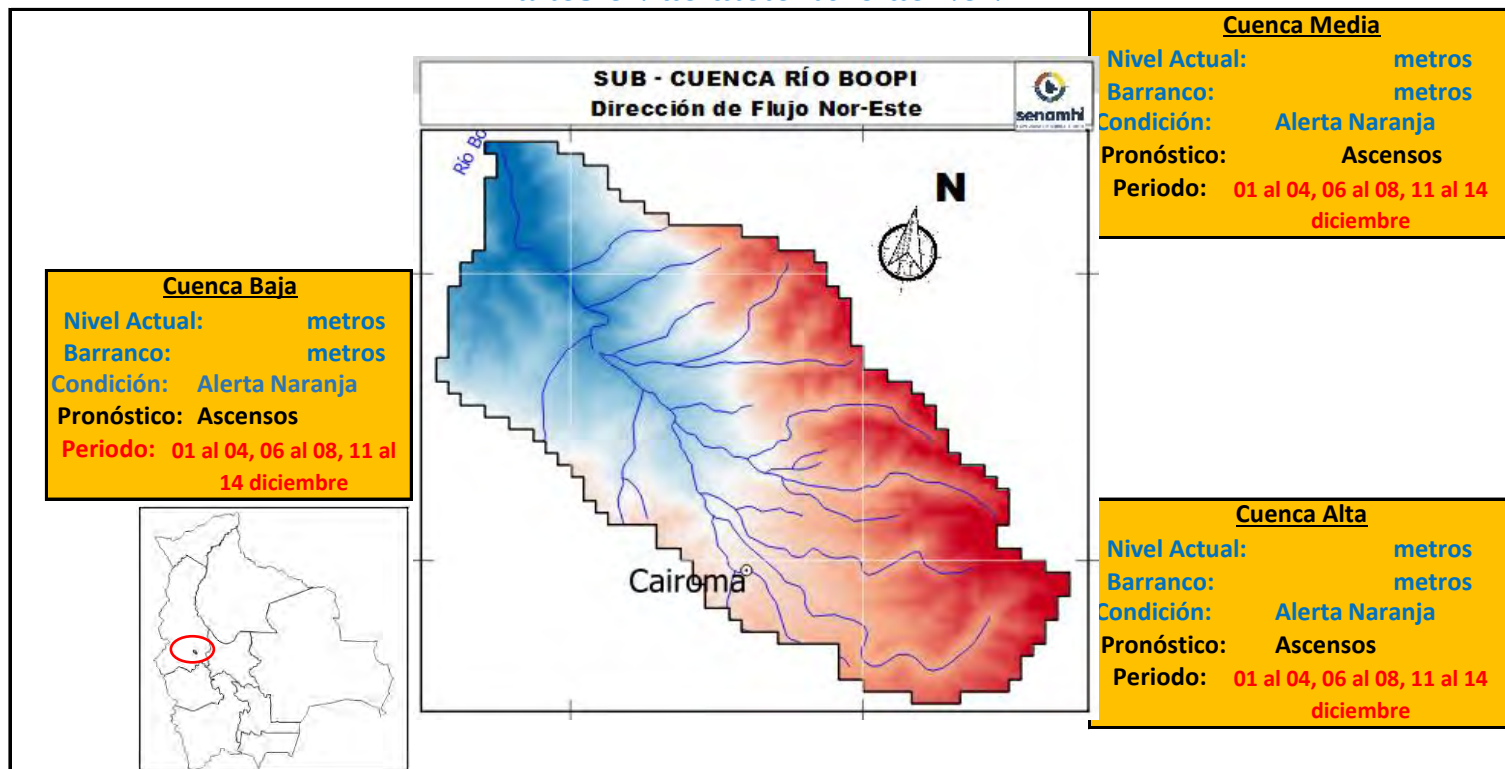 Cuenca Media
Nivel Actual: metros
Barranco: metros
Condición: Alerta Naranja
Pronóstico: Ascensos
Periodo: 01 al 04, 06 al 08, 11 al 14
diciembre
SUB - CUENCA RÍO BOOPI
Dirección de Flujo Nor-Este
senamhi
Río Bo
N
Cuenca Baja
Nivel Actual: metros
Barranco: metros
Condición: Alerta Naranja
Pronóstico: Ascensos
Periodo: 01 al 04, 06 al 08, 11 al
14 diciembre
Cairoma
Cuenca Alta
Nivel Actual: metros
Barranco: metros
Condición: Alerta Naranja
Pronóstico: Ascensos
Periodo: 01 al 04, 06 al 08, 11 al 14
diciembre